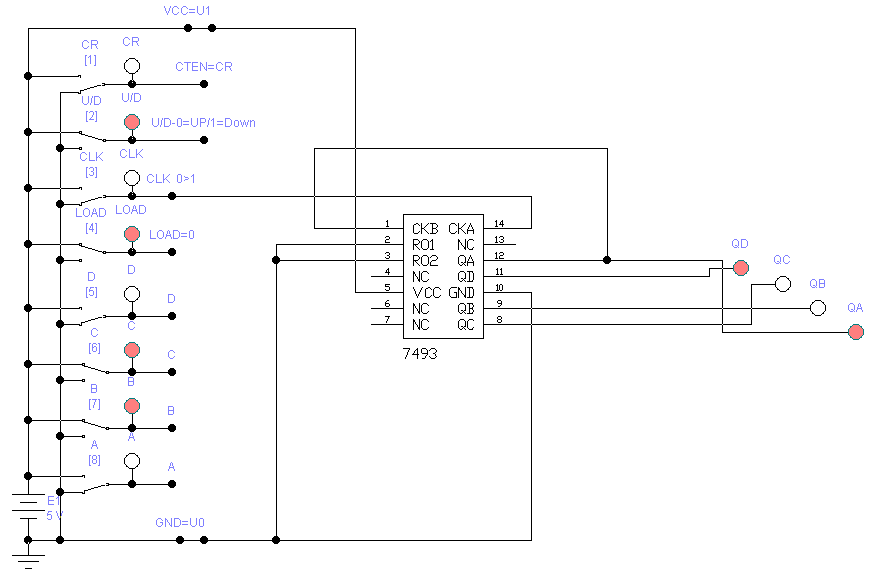 VCC=U1
CR
CR
[1]
CTEN=CR
U/D
U/D
[2]
U/D-0=UP/1=Down
CLK
CLK
[3]
CLK 0>1
LOAD
LOAD
[4]
LOAD=0
D
D
[5]
D
C
C
[6]
C
B
B
[7]
B
A
A
[8]
A
E1
5 V
GND=U0
1 CKB CKA 14
2 RO1 NC 13
3 RO2 QA 12
4 NC QD 11
5 VCC GND 10
6 NC QB 9
7 NC QC 8
7493
QD
QC
QB
QA